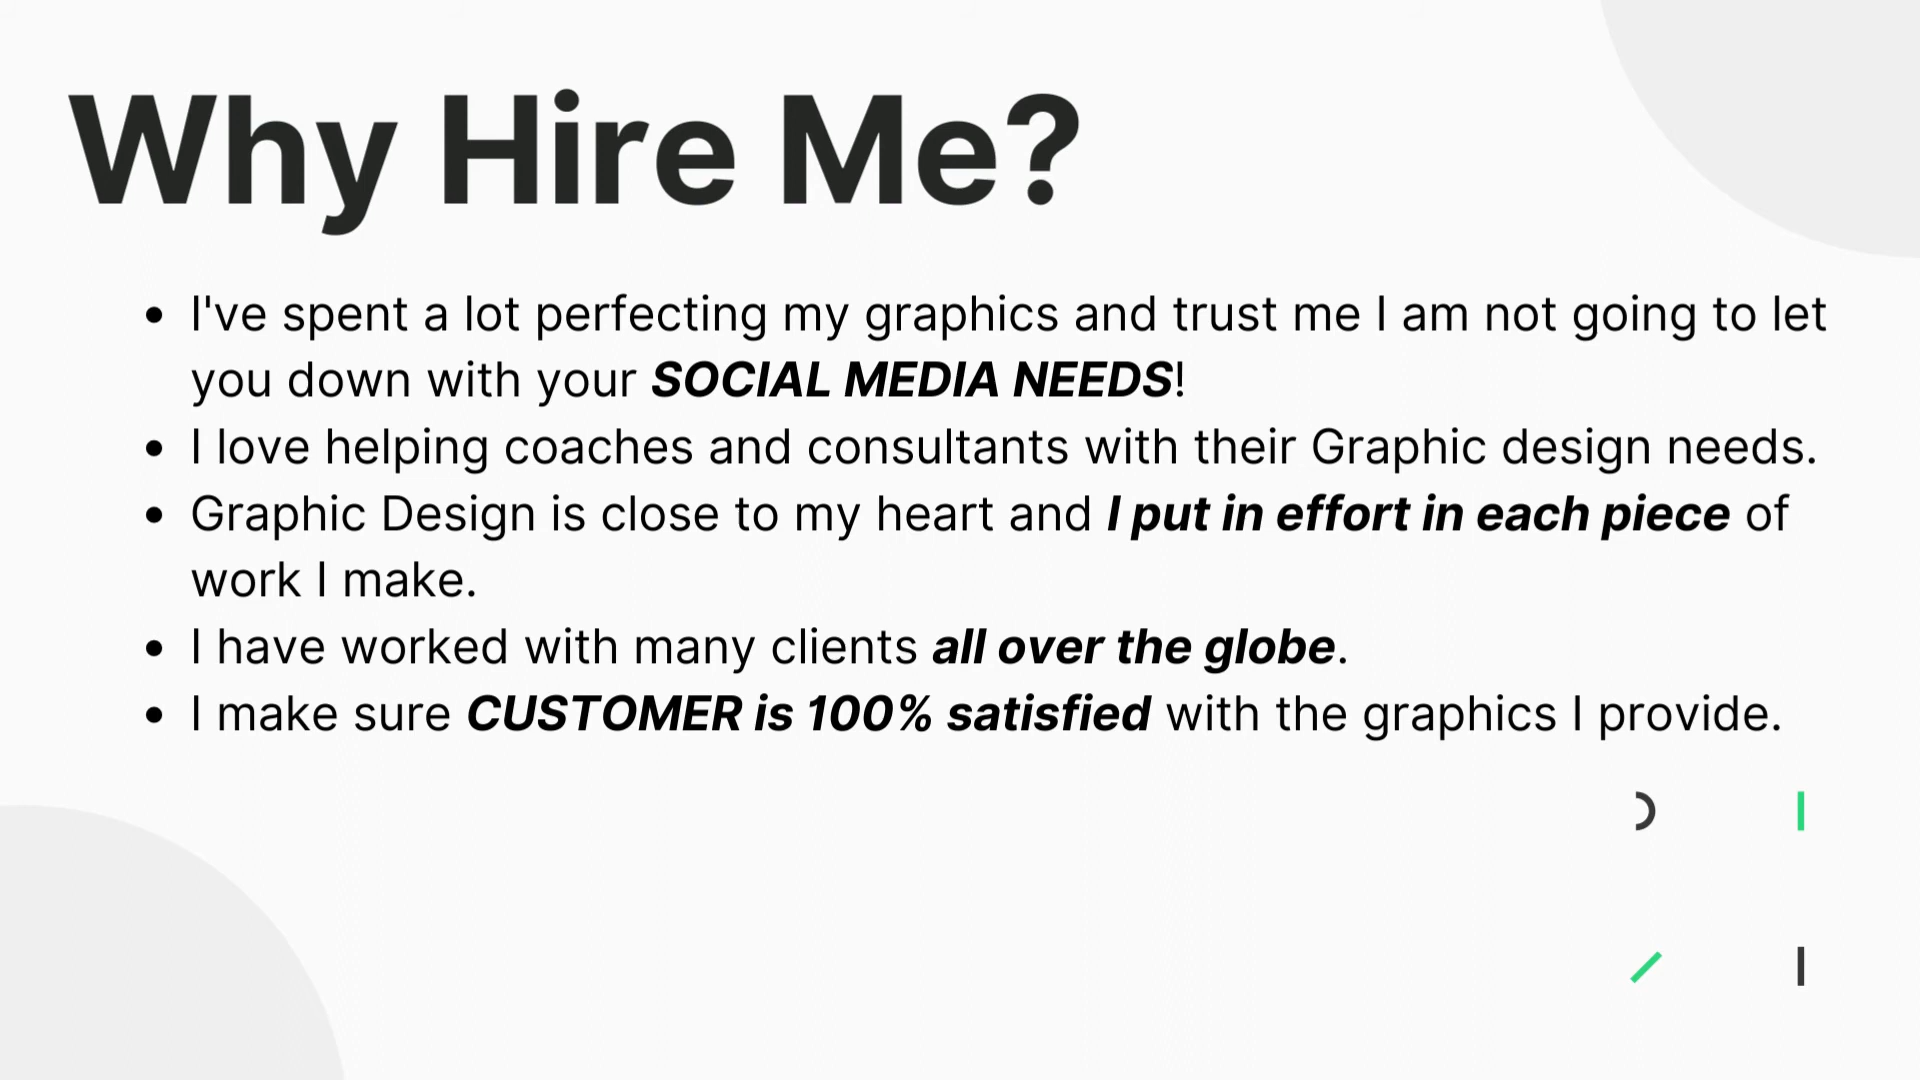 Why Hire Me?
• I've spent a lot perfecting my graphics and trust me I am not going to let
you down with your SOCIAL MEDIA NEEDS!
• I love helping coaches and consultants with their Graphic design needs.
• Graphic Design is close to my heart and I put in effort in each piece of
work I make.
• I have worked with many clients all over the globe.
• I make sure CUSTOMER is 100% satisfied with the graphics I provide.